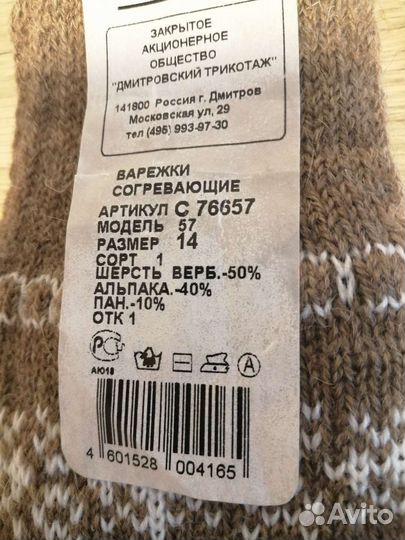 ЗАКРЫТОЕ
АКЦИОНЕРНОЕ
ОБЩЕСТВО
"ДМИТРОВСКИЙ ТРИКОТАЖ"
141800 Россия г. Дмитров
Московская ул, 29
тел (495) 993-97-30
ВАРЕЖКИ
СОГРЕВАЮЩИЕ
АРТИКУЛ С 76657
МОДЕЛЬ 57
РАЗМЕР 14
СОРТ 1
ШЕРСТЬ ВЕРБ.-50%
АЛЬПАКА.-40%
ПАН.-10%
ОТК 1
РСТ
АЮ18
A
4 601528 004165
Avito